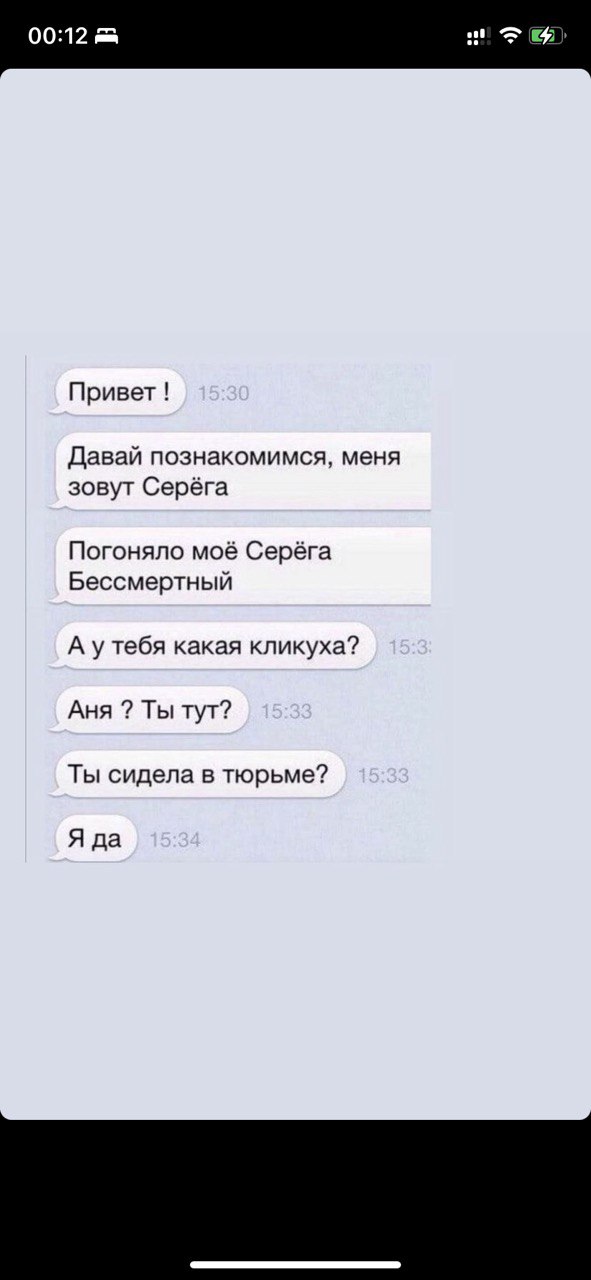 00:12
Привет ! 15:30
Давай познакомимся, меня
зовут Серёга
Погоняло моё Серёга
Бессмертный
А у тебя какая кликуха? 15:3
Аня ? Ты тут? 15:33
Ты сидела в тюрьме? 15:33
Я да 15:34